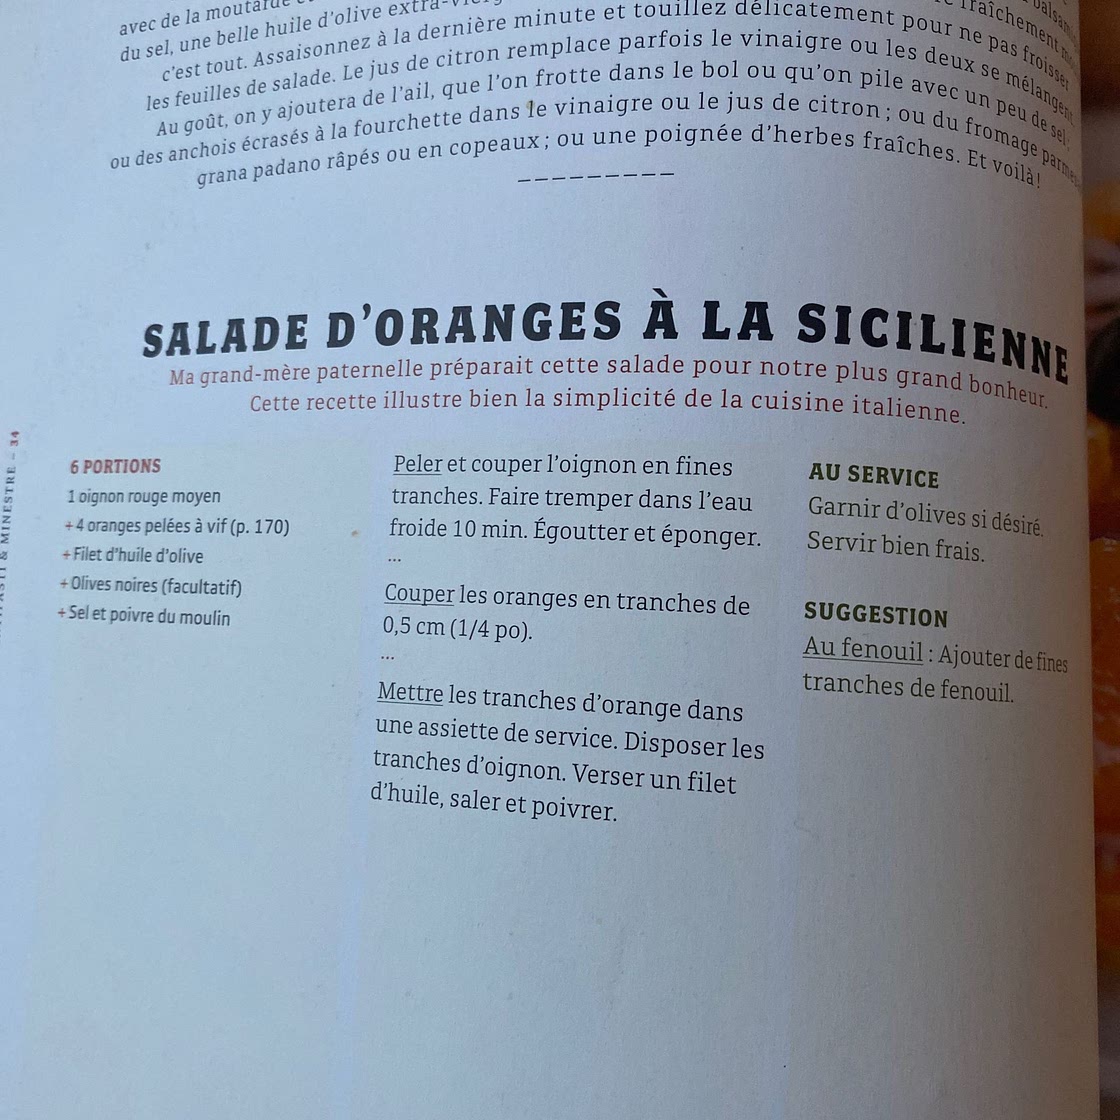 avec de la moutarde
du sel, une belle huile d'olive extra-vierg
c'est tout. Assaisonnez à la dernière minute et touillez délicatement pour ne pas froisser
les feuilles de salade. Le jus de citron remplace parfois le vinaigre ou les deux se mélangent.
Au goût, on y ajoutera de l'ail, que l'on frotte dans le bol ou qu'on pile avec un peu de sel;
ou des anchois écrasés à la fourchette dans le vinaigre ou le jus de citron; ou du fromage
grana padano râpés ou en copeaux; ou une poignée d'herbes fraîches. Et voilà!
SALADE D'ORANGES À LA SICILIENNE
Ma grand-mère paternelle préparait cette salade pour notre plus grand bonheur.
Cette recette illustre bien la simplicité de la cuisine italienne.
6 PORTIONS
1 oignon rouge moyen
+ 4 oranges pelées à vif (p. 170)
+ Filet d'huile d'olive
+ Olives noires (facultatif)
+ Sel et poivre du moulin
Peler et couper l'oignon en fines
tranches. Faire tremper dans l'eau
froide 10 min. Égoutter et éponger.
...
Couper les oranges en tranches de
0,5 cm (1/4 po).
...
Mettre les tranches d'orange dans
une assiette de service. Disposer les
tranches d'oignon. Verser un filet
d'huile, saler et poivrer.
AU SERVICE
Garnir d'olives si désiré.
Servir bien frais.
SUGGESTION
Au fenouil : Ajouter de fines
tranches de fenouil.
& MINESTRE – 34